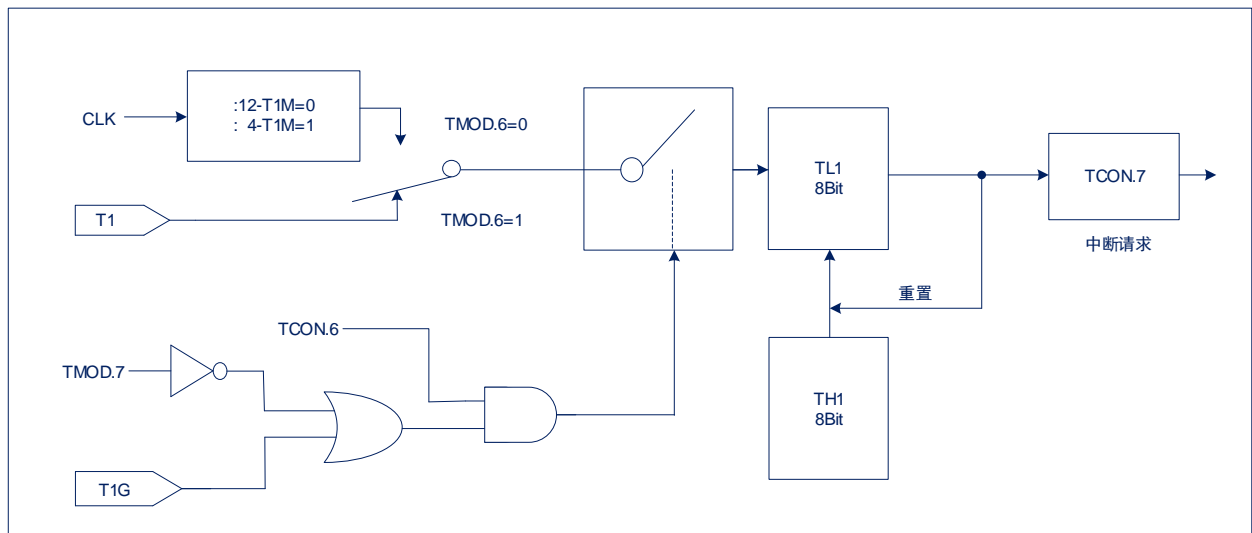 CLK
:12-T1M=0
: 4-T1M=1
TMOD.6=0
T1
TMOD.6=1
TL1
8Bit
TCON.7
中断请求
重置
TCON.6
TMOD.7
TH1
8Bit
T1G